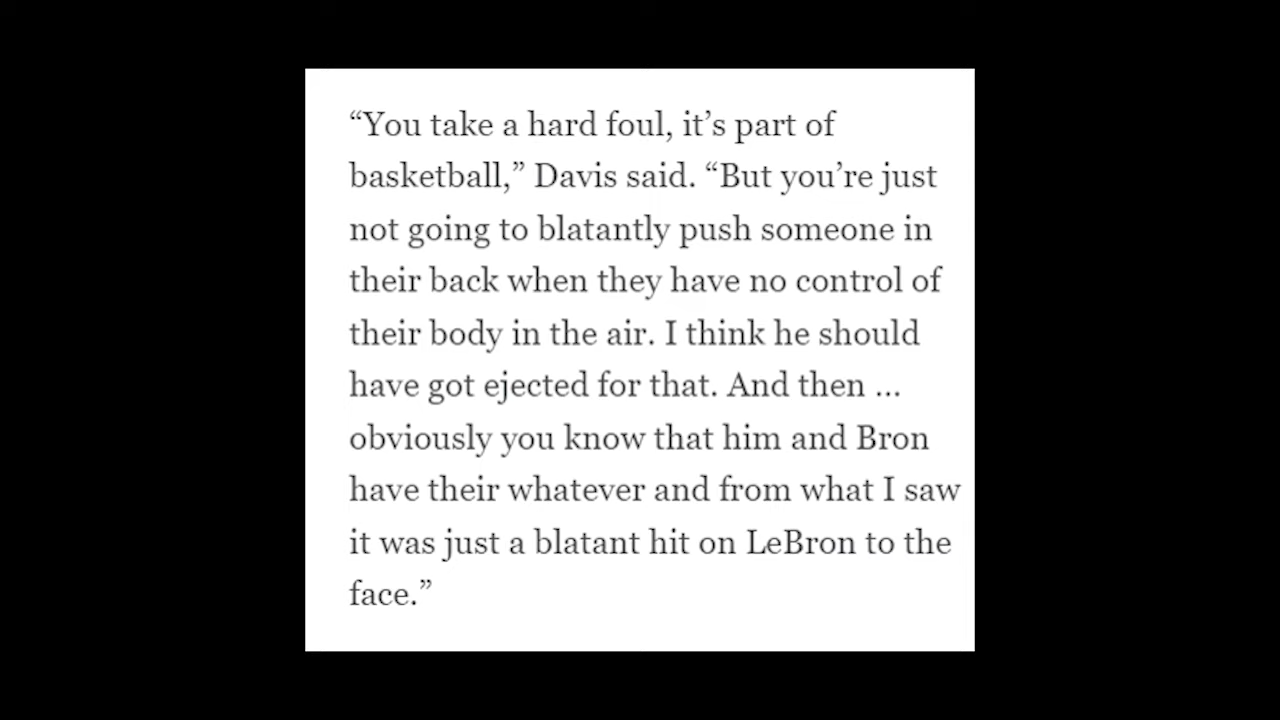 “You take a hard foul, it’s part of
basketball,” Davis said. “But you’re just
not going to blatantly push someone in
their back when they have no control of
their body in the air. I think he should
have got ejected for that. And then …
obviously you know that him and Bron
have their whatever and from what I saw
it was just a blatant hit on LeBron to the
face.”